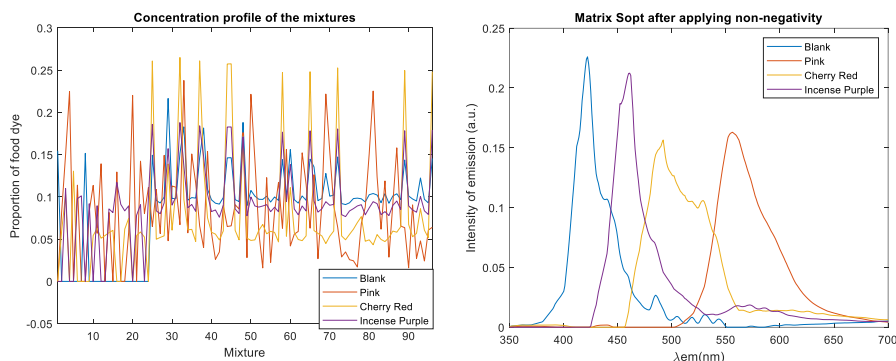 Concentration profile of the mixtures
0.3
0.25
0.2
0.15
0.1
0.05
0
-0.05
Proportion of food dye
10 20 30 40 50 60 70 80 90
Mixture
Blank
Pink
Cherry Red
Incense Purple
Matrix Sopt after applying non-negativity
0.25
0.2
0.15
0.1
0.05
0
Intensity of emission (a.u.)
350 400 450 500 550 600 650 700
λem(nm)
Blank
Pink
Cherry Red
Incense Purple